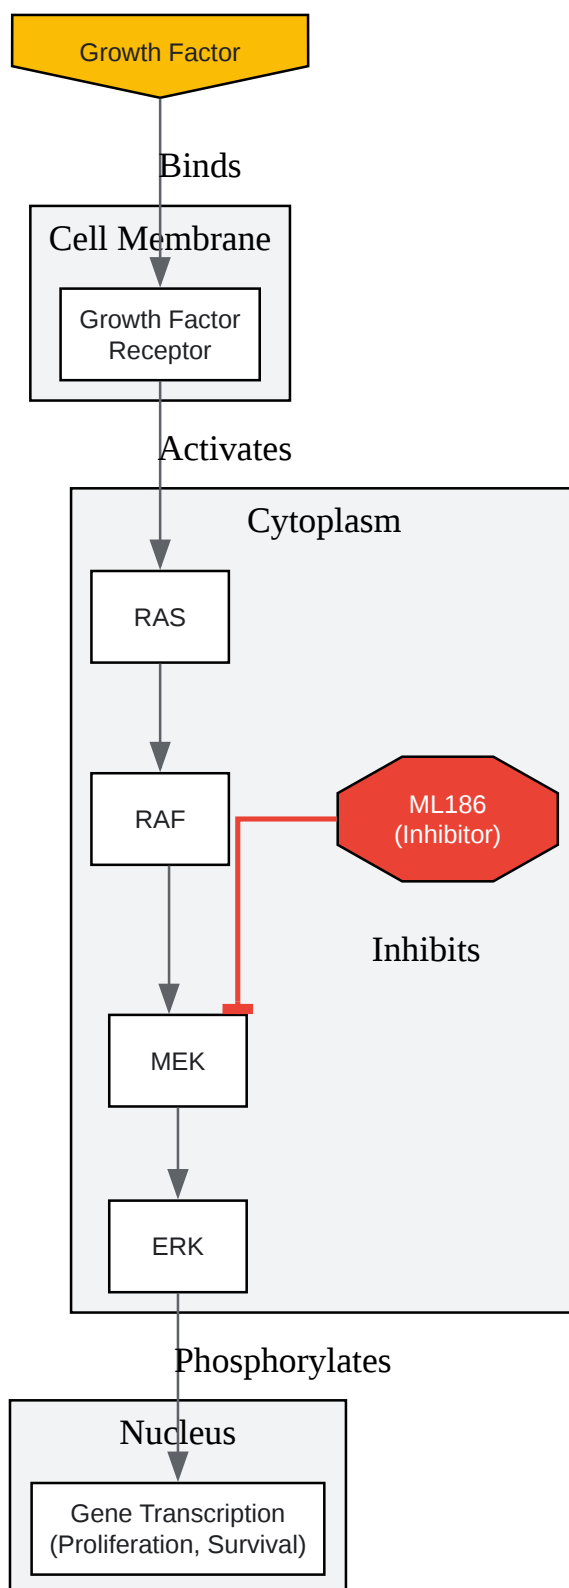 Growth Factor
Binds
Cell Membrane
Growth Factor
Receptor
Activates
Cytoplasm
RAS
RAF
ML186
(Inhibitor)
Inhibits
MEK
ERK
Phosphorylates
Nucleus
Gene Transcription
(Proliferation, Survival)